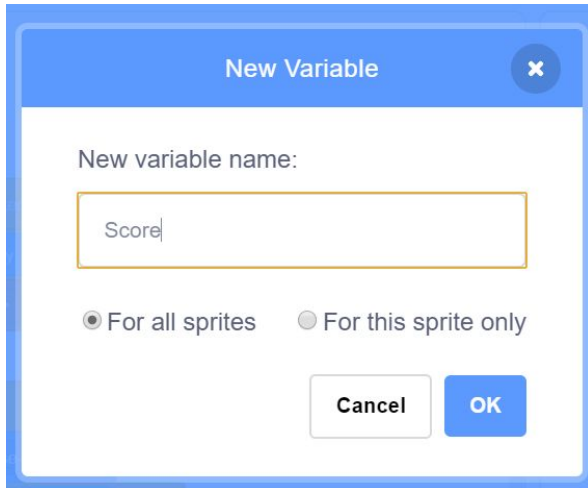 New Variable
New variable name:
Score
For all sprites For this sprite only
Cancel OK